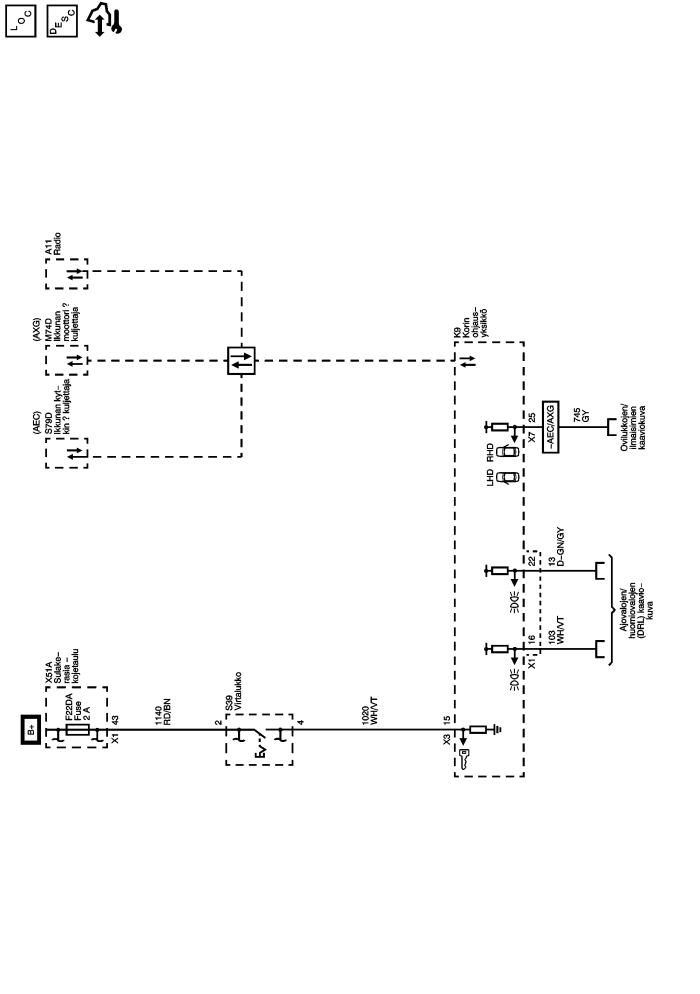 LOC
DESC
A11
Radio
(AXG)
M74D
Ikkunan
moottori ?
kuljettaja
(AEC)
S79D
Ikkunan kyt–
kin ? kuljettaja
K9
Korin
ohjaus–
yksikkö
X7
25
–AEC/AXG
745
GY
Ovilukkojen/
ilmaisimien
kaaviokuva
RHD
LHD
22
13
D–GN/GY
X1
16
103
WH/VT
Ajovalojen/
huomiovalojen
(DRL) kaavio–
kuva
X51A
Sulake–
rasia –
kojetaulu
B+
F22DA
Fuse
2 A
X1
43
1140
RD/BN
S39
Virtalukko
2
4
1020
WH/VT
X3
15